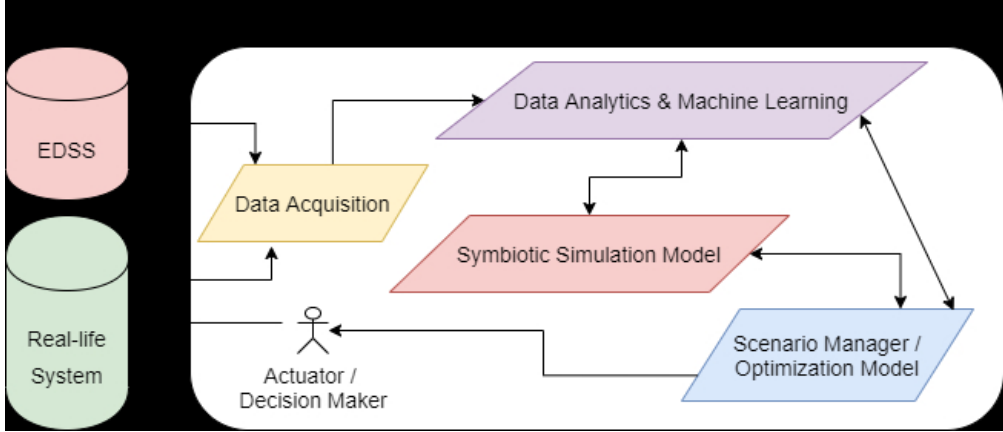 EDSS
Real-life
System
Data Analytics & Machine Learning
Data Acquisition
Symbiotic Simulation Model
Scenario Manager /
Optimization Model
Actuator /
Decision Maker